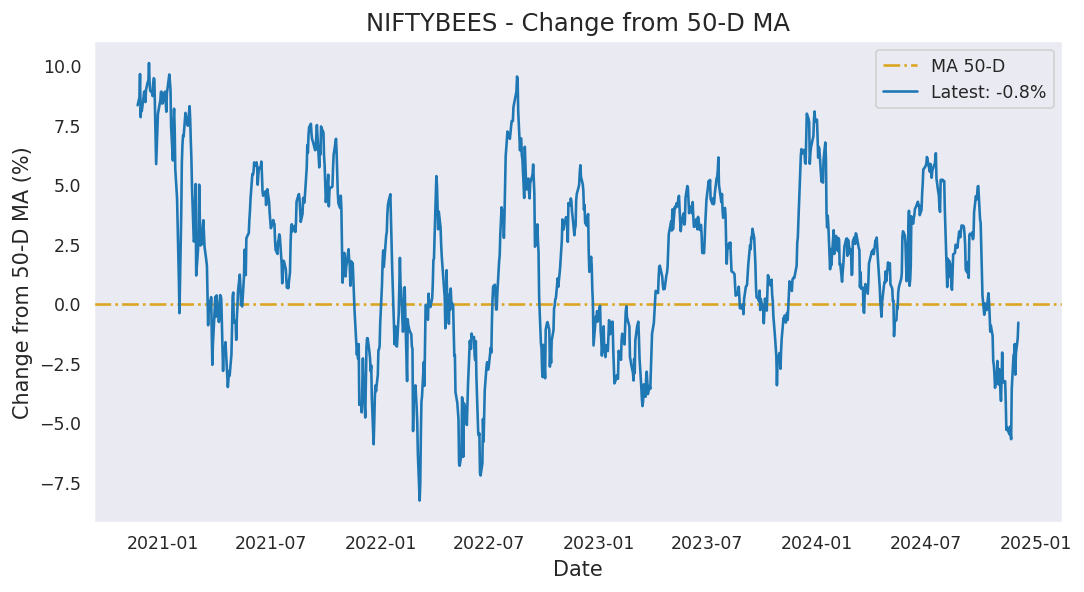 NIFTYBEES - Change from 50-D MA
MA 50-D
Latest: -0.8%
Change from 50-D MA (%)
10.0
7.5
5.0
2.5
0.0
−2.5
−5.0
−7.5
2021-01 2021-07 2022-01 2022-07 2023-01 2023-07 2024-01 2024-07 2025-01
Date